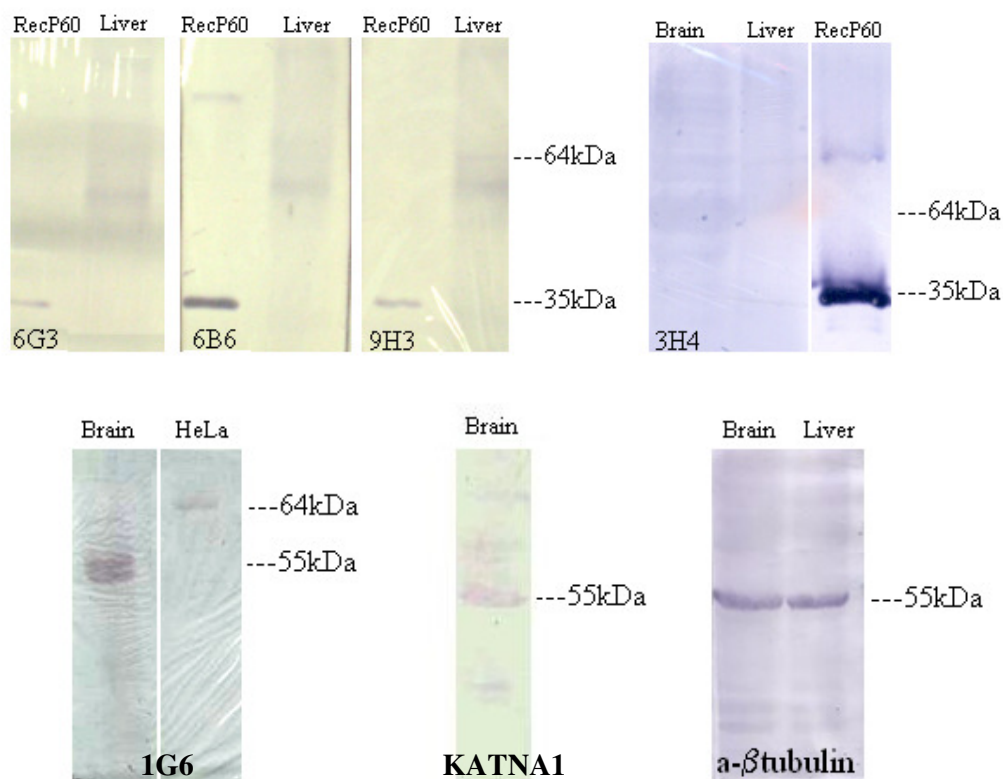 RecP60 Liver RecP60 Liver RecP60 Liver
Brain Liver RecP60
---64kDa
---64kDa
---35kDa
---35kDa
6G3 6B6 9H3 3H4
Brain HeLa
Brain
Brain Liver
---64kDa
---55kDa
---55kDa
---55kDa
1G6 KATNA1 a-βtubulin